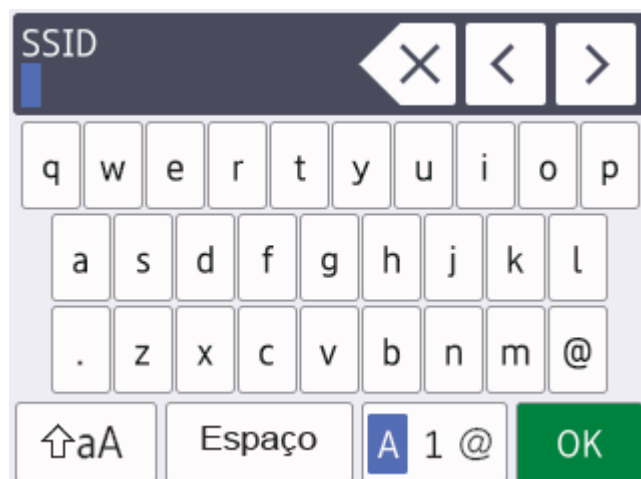 SSID
q w e r t y u i o p
a s d f g h j k l
. z x c v b n m @
aA Espaço A 1 @ OK